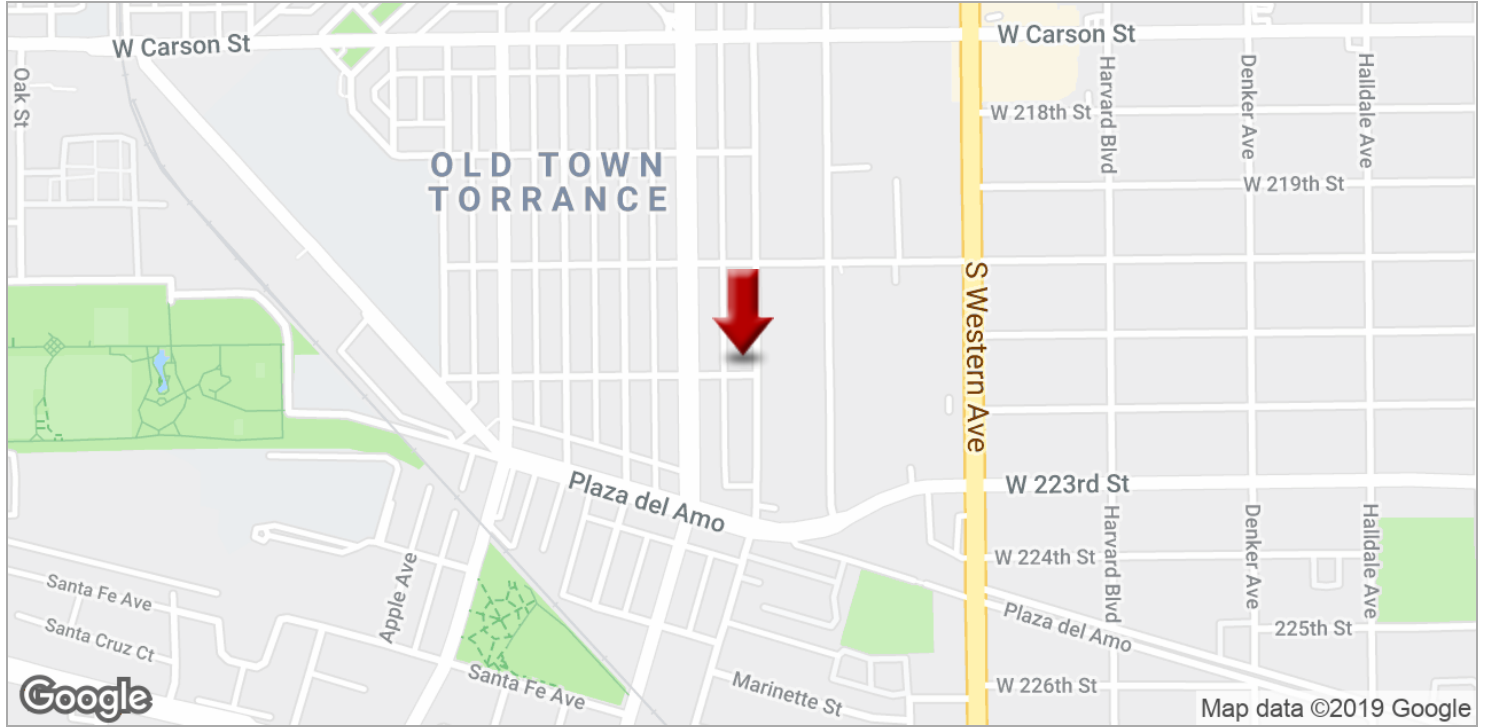 W Carson St
W Carson St
Oak St
Harvard Blvd
Denker Ave
Halldale Ave
W 218th St
OLD TOWN
TORRANCE
W 219th St
S Western Ave
Plaza del Amo
W 223rd St
Harvard Blvd
Denker Ave
Halldale Ave
W 224th St
Apple Ave
Santa Fe Ave
Plaza del Amo
225th St
Santa Cruz Ct
Santa Fe Ave
Marinette St
W 226th St
Google
Map data ©2019 Google